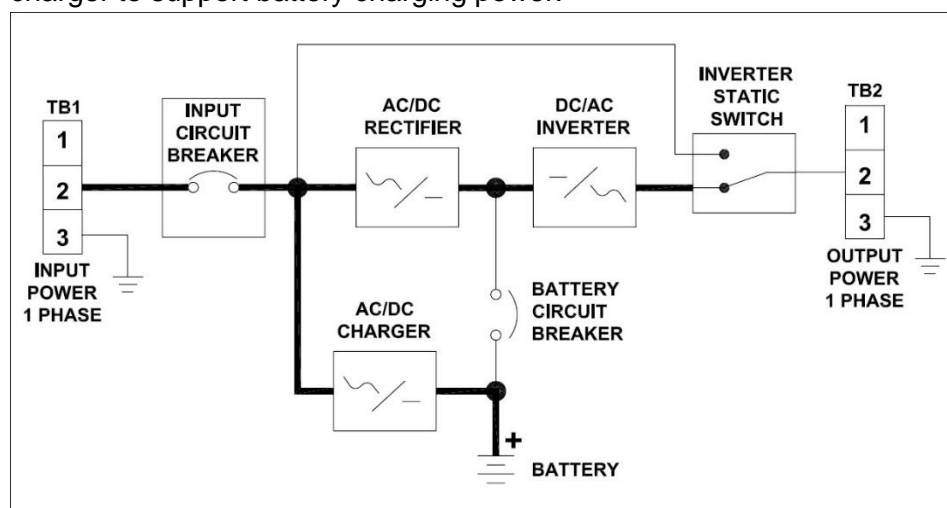 charger to support battery charging power.
TB1
1
2
3
INPUT
POWER
1 PHASE
INPUT
CIRCUIT
BREAKER
AC/DC
RECTIFIER
DC/AC
INVERTER
INVERTER
STATIC
SWITCH
TB2
1
2
3
OUTPUT
POWER
1 PHASE
AC/DC
CHARGER
BATTERY
CIRCUIT
BREAKER
+
BATTERY